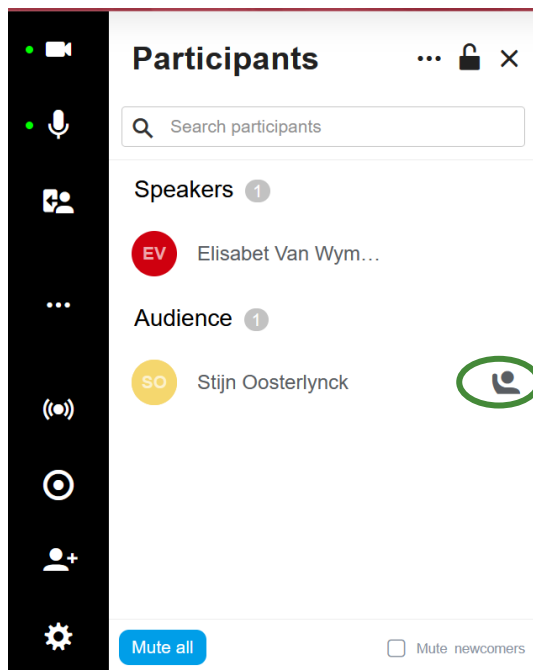 Participants
Search participants
Speakers 1
EV Elisabet Van Wym…
Audience 1
SO Stijn Oosterlynck
Mute all
Mute newcomers